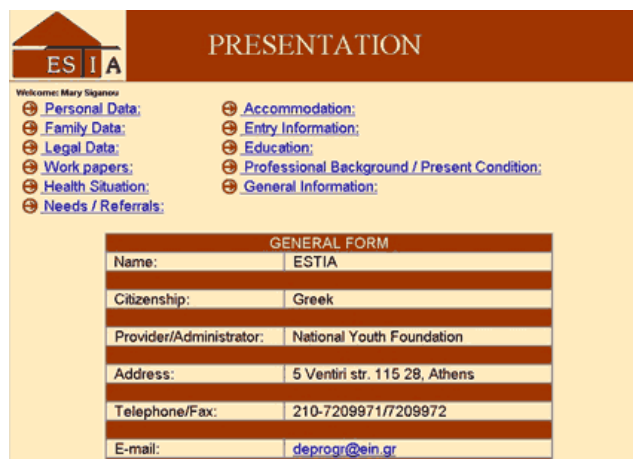 ESTIA
PRESENTATION
Welcome: Mary Siganou
Personal Data:
Family Data:
Legal Data:
Work papers:
Health Situation:
Needs / Referrals:
Accommodation:
Entry Information:
Education:
Professional Background / Present Condition:
General Information:
GENERAL FORM
Name: ESTIA
Citizenship: Greek
Provider/Administrator: National Youth Foundation
Address: 5 Ventiri str. 115 28, Athens
Telephone/Fax: 210-7209971/7209972
E-mail: deprogr@ein.gr